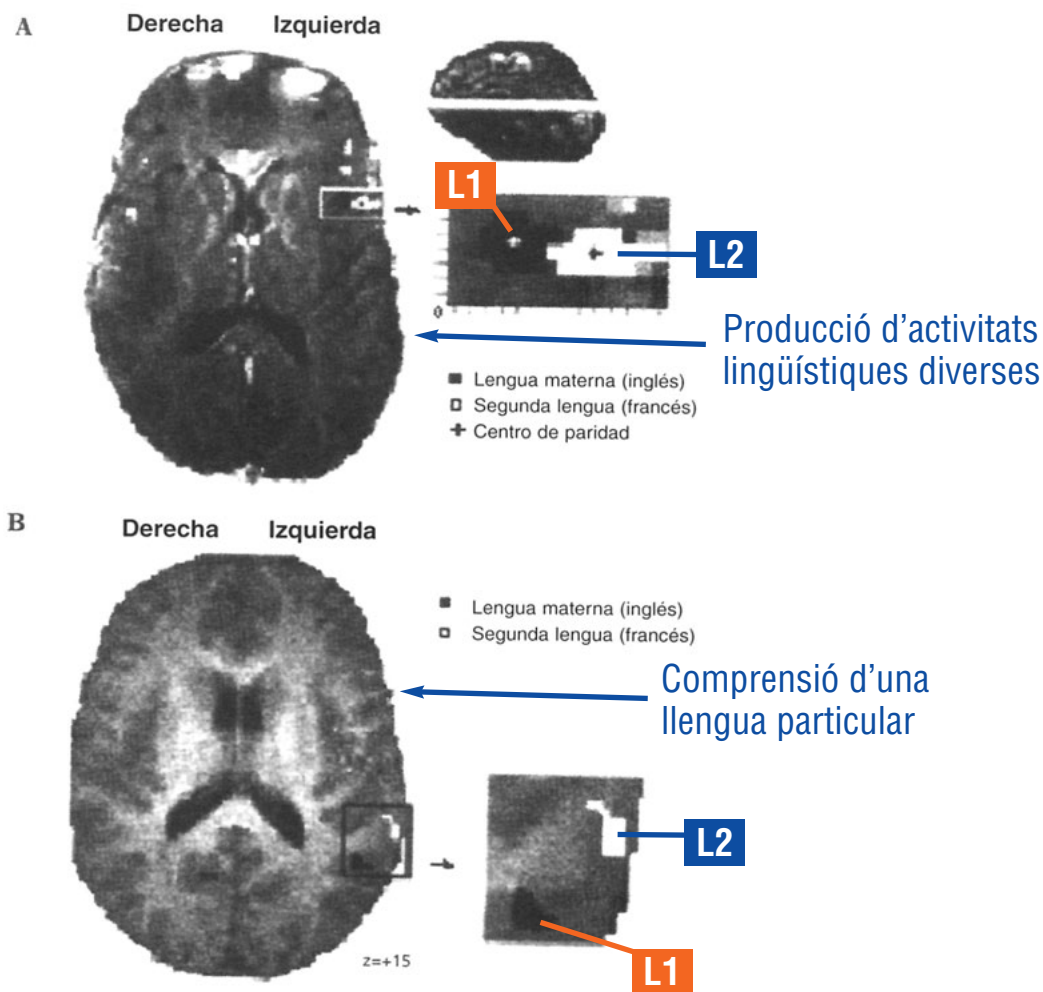 A
Derecha Izquierda
L1
L2
0
Producció d’activitats
lingüístiques diverses
Lengua materna (inglés)
Segunda lengua (francés)
Centro de paridad
B
Derecha Izquierda
Lengua materna (inglés)
Segunda lengua (francés)
Comprensió d’una
llengua particular
L2
L1
z=+15